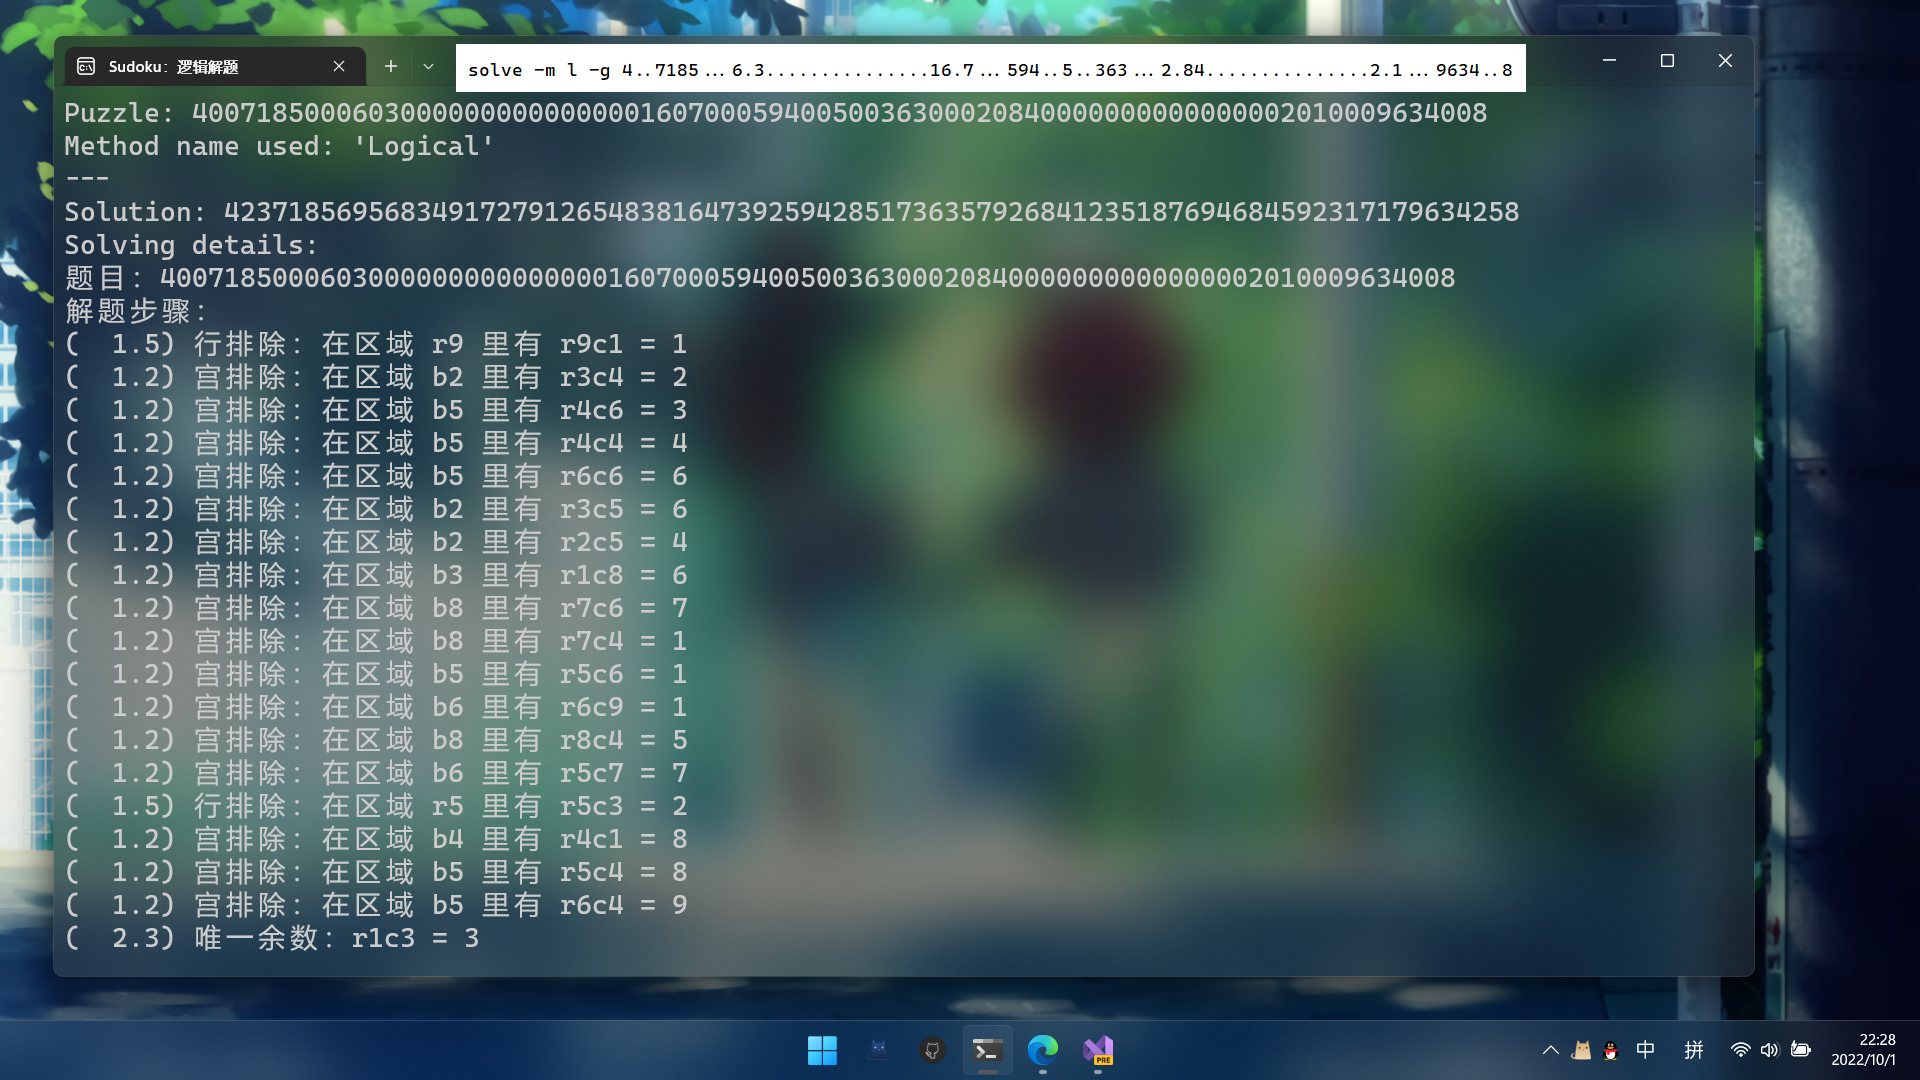 Sudoku: 逻辑解题
solve -m l -g 4..7185...6.3...............16.7...594..5..363...2.84...............2.1...9634..8
Puzzle: 400718500060300000000000000016070005940050036300020840000000000000002010009634008
Method name used: 'Logical'
---
Solution: 423718569568349172791265483816473925942851736357926841235187694684592317179634258
Solving details:
题目: 400718500060300000000000000016070005940050036300020840000000000000002010009634008
解题步骤:
(  1.5) 行排除: 在区域 r9 里有 r9c1 = 1
(  1.2) 宫排除: 在区域 b2 里有 r3c4 = 2
(  1.2) 宫排除: 在区域 b5 里有 r4c6 = 3
(  1.2) 宫排除: 在区域 b5 里有 r4c4 = 4
(  1.2) 宫排除: 在区域 b5 里有 r6c6 = 6
(  1.2) 宫排除: 在区域 b2 里有 r3c5 = 6
(  1.2) 宫排除: 在区域 b2 里有 r2c5 = 4
(  1.2) 宫排除: 在区域 b3 里有 r1c8 = 6
(  1.2) 宫排除: 在区域 b8 里有 r7c6 = 7
(  1.2) 宫排除: 在区域 b8 里有 r7c4 = 1
(  1.2) 宫排除: 在区域 b5 里有 r5c6 = 1
(  1.2) 宫排除: 在区域 b6 里有 r6c9 = 1
(  1.2) 宫排除: 在区域 b8 里有 r8c4 = 5
(  1.2) 宫排除: 在区域 b6 里有 r5c7 = 7
(  1.5) 行排除: 在区域 r5 里有 r5c3 = 2
(  1.2) 宫排除: 在区域 b4 里有 r4c1 = 8
(  1.2) 宫排除: 在区域 b5 里有 r5c4 = 8
(  1.2) 宫排除: 在区域 b5 里有 r6c4 = 9
(  2.3) 唯一余数: r1c3 = 3
PRE
中 拼
22:28
2022/10/1